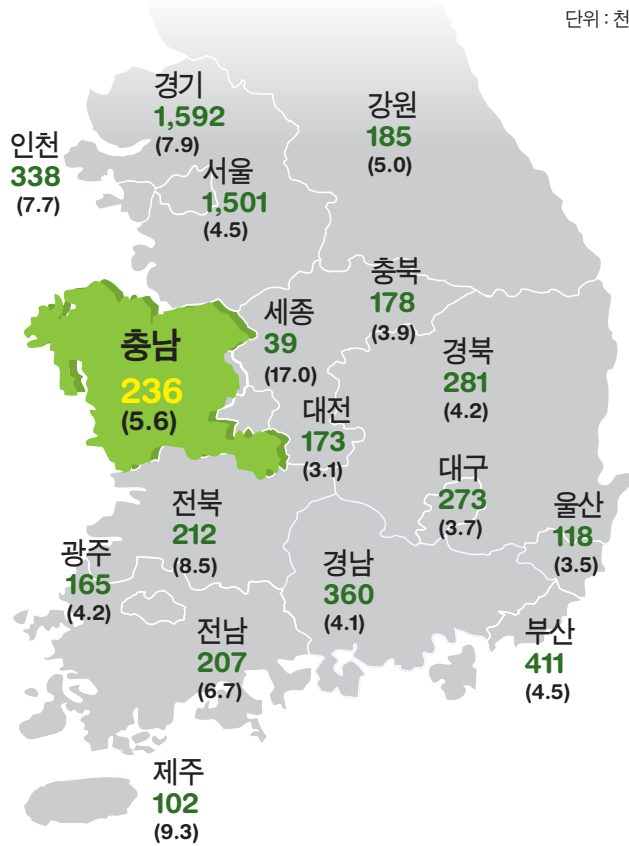 단위 : 천
경기
1,592
(7.9)
강원
185
(5.0)
인천
338
(7.7)
서울
1,501
(4.5)
충북
178
(3.9)
세종
39
(17.0)
충남
236
(5.6)
경북
281
(4.2)
대전
173
(3.1)
대구
273
(3.7)
전북
212
(8.5)
울산
118
(3.5)
광주
165
(4.2)
경남
360
(4.1)
전남
207
(6.7)
부산
411
(4.5)
제주
102
(9.3)